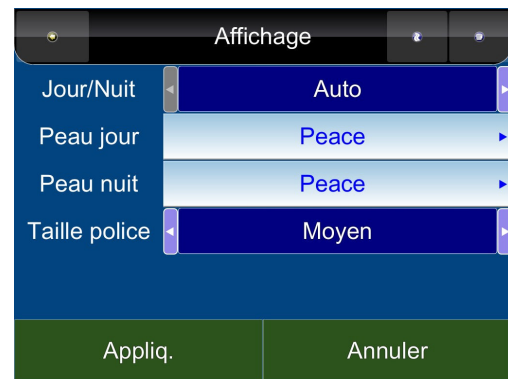 Affichage
Jour/Nuit Auto
Peau jour Peace
Peau nuit Peace
Taille police Moyen
Appliq. Annuler